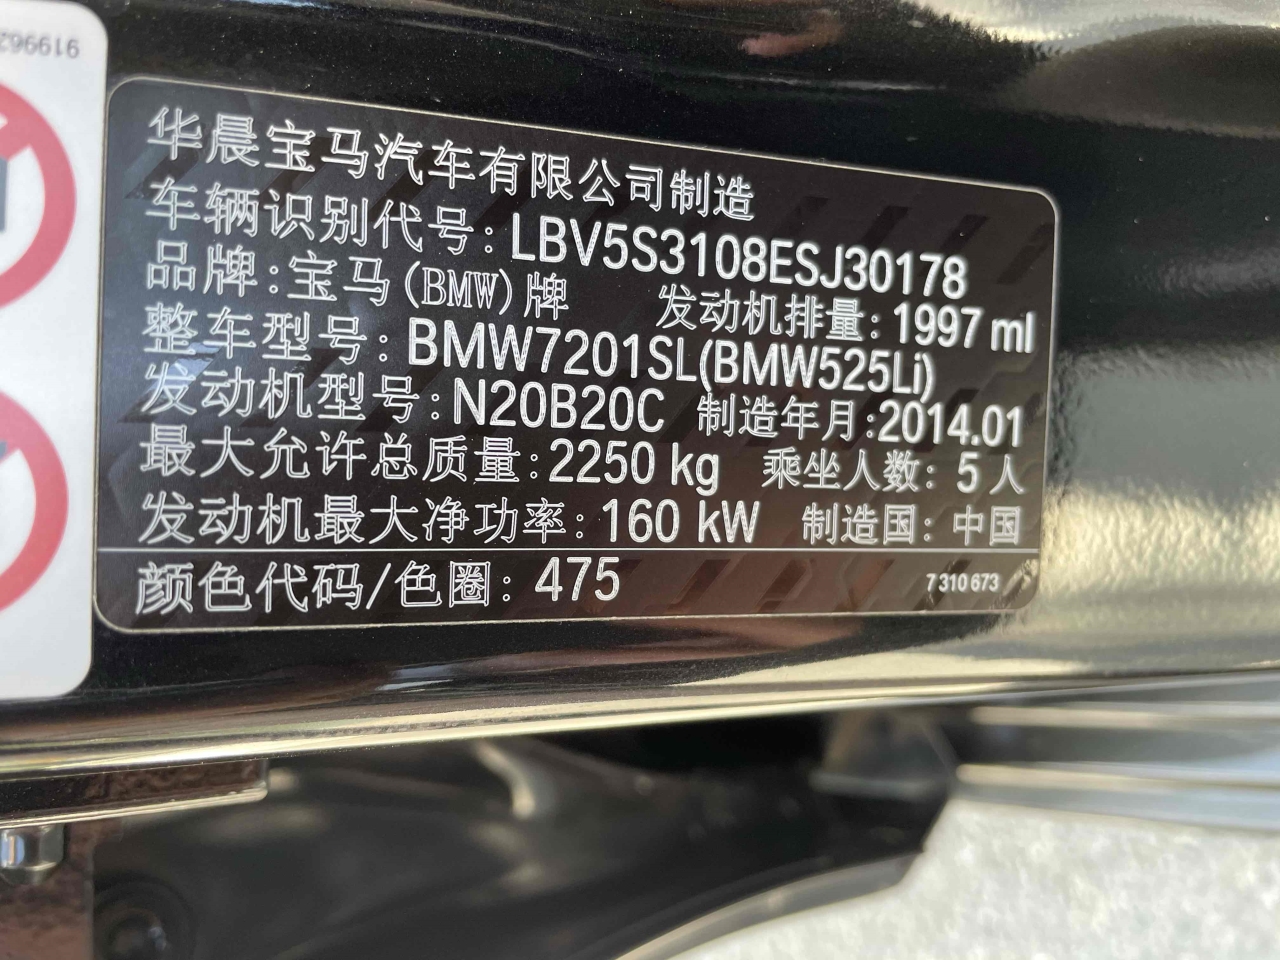 华晨宝马汽车有限公司制造
车辆识别代号: LBV5S3108ESJ30178
品牌:宝马(BMW)牌 发动机排量: 1997 ml
整车型号: BMW7201SL(BMW525Li)
发动机型号: N20B20C 制造年月:2014.01
最大允许总质量: 2250 kg 乘坐人数: 5 人
发动机最大净功率: 160 kW 制造国: 中国
颜色代码/色圈: 475 7 310 673